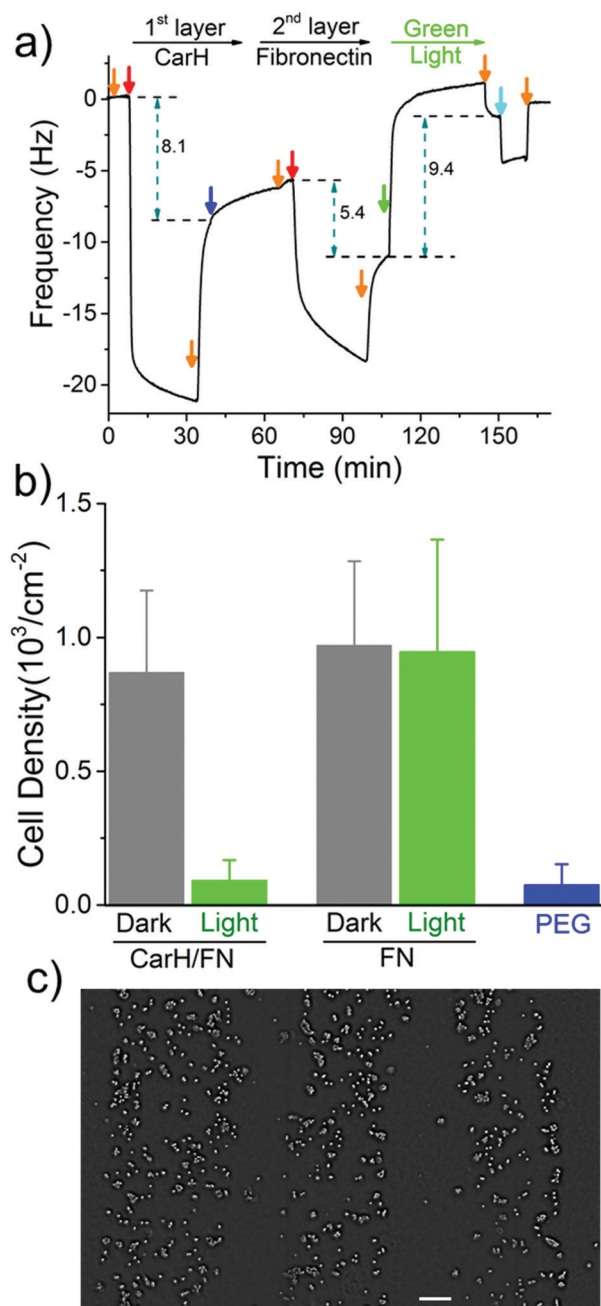 a)
1st layer
2nd layer
Green
CarH
Fibronectin
Light
0
8.1
9.4
-5
5.4
-10
-15
-20
Frequency (Hz)
0 30 60 90 120 150
Time (min)
b)
1.5
1.0
0.5
0.0
Cell Density(10³/cm⁻²)
Dark Light Dark Light PEG
CarH/FN FN
c)